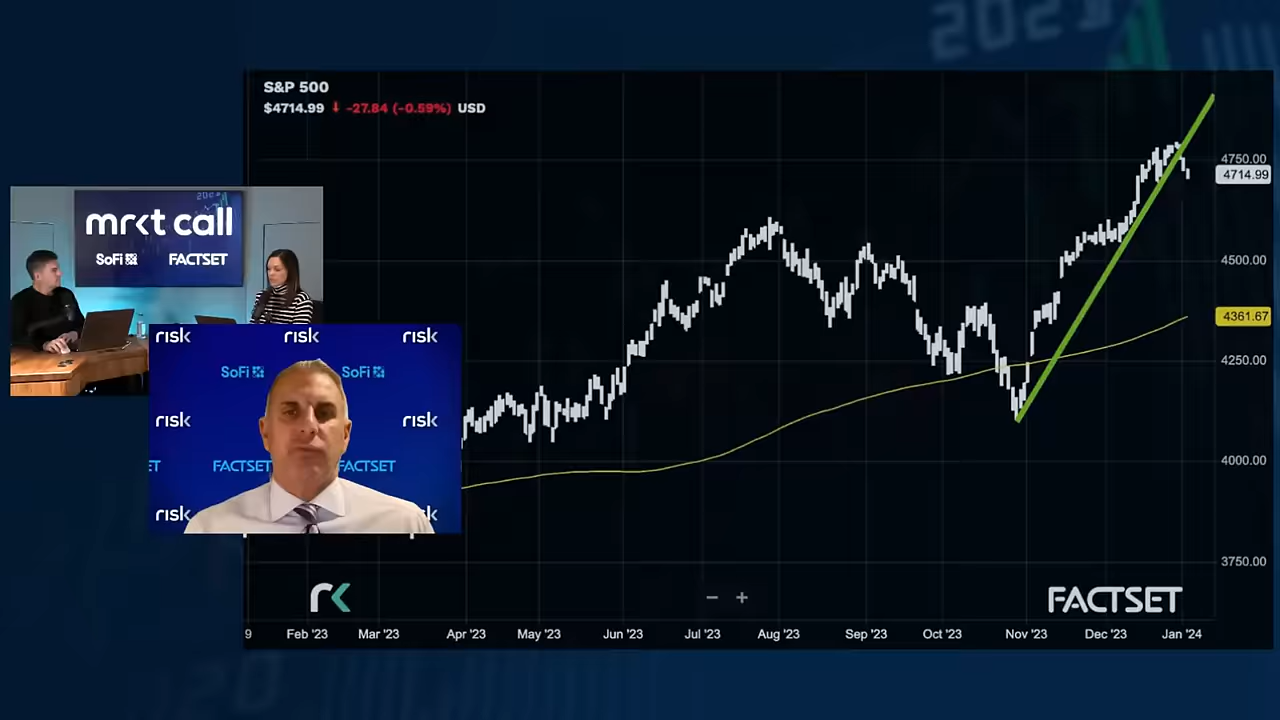 2021
S&P 500
$4714.99 ↓ -27.84 (-0.59%) USD
4750.00
4714.99
4500.00
4361.67
4250.00
4000.00
3750.00
mrkt call
SoFi FACTSET
risk risk risk
SoFi SoFi
risk risk
ET FACTSET FACTSET
risk k
rk
− +
FACTSET
9 Feb '23 Mar '23 Apr '23 May '23 Jun '23 Jul '23 Aug '23 Sep '23 Oct '23 Nov '23 Dec '23 Jan '24